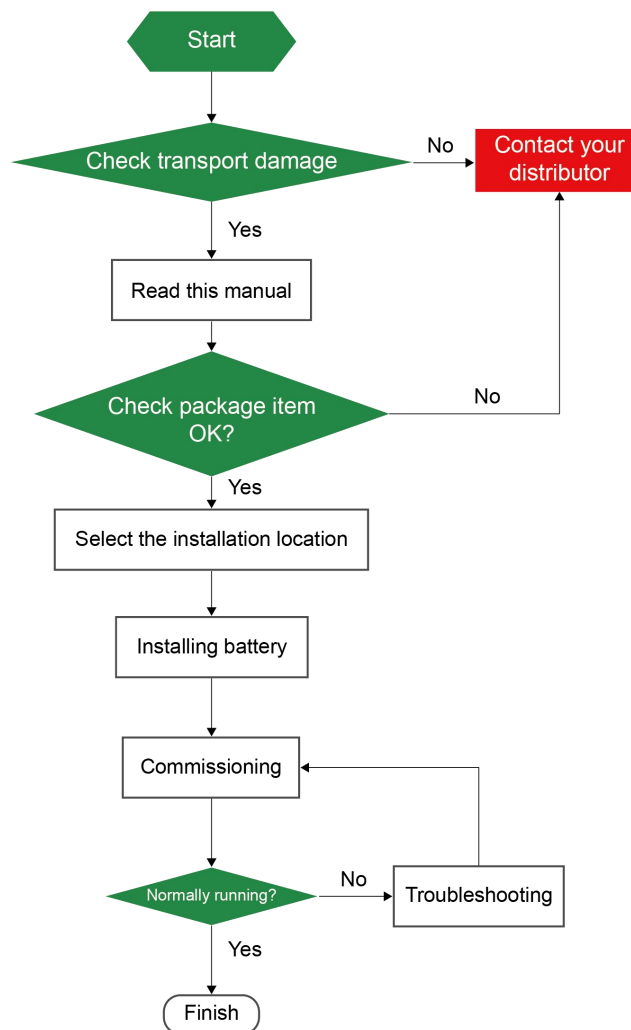 Start
Check transport damage
No
Contact your
distributor
Yes
Read this manual
Check package item
OK?
No
Yes
Select the installation location
Installing battery
Commissioning
Normally running?
No
Troubleshooting
Yes
Finish